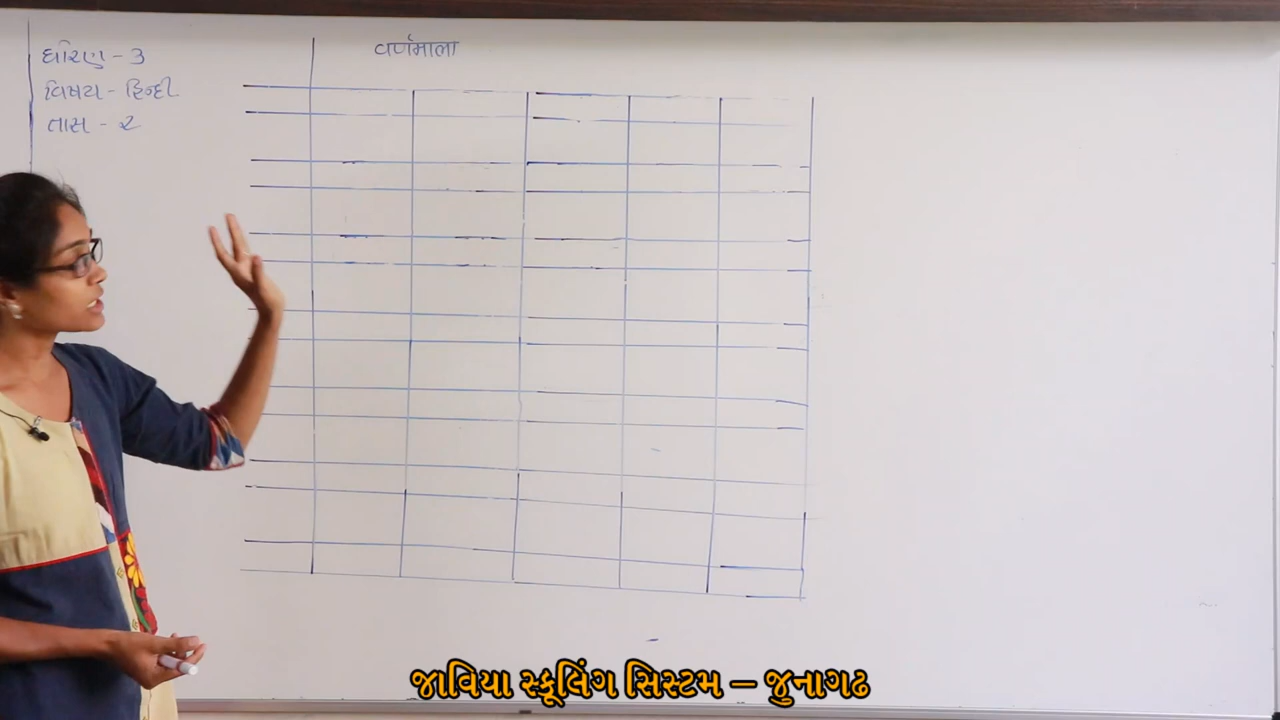 ધોરણ - 3
વિષય - હિન્દી
તાસ - ૨
વર્ણમાલા
જાવિયા સ્કૂલિંગ સિસ્ટમ – જુનાગઢ